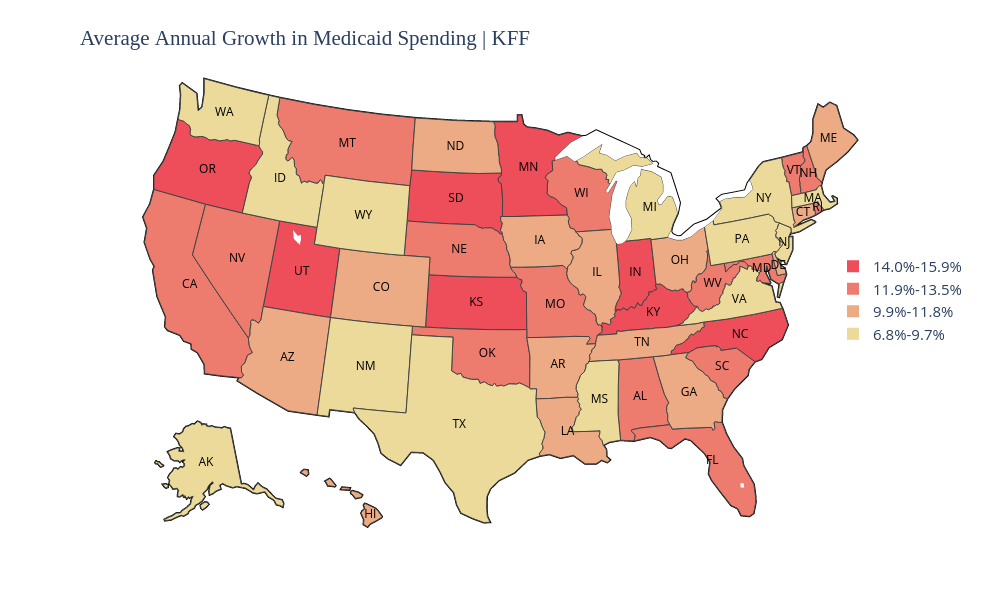 Average Annual Growth in Medicaid Spending | KFF
WA
ME
MT
ND
VT
NH
OR
MN
ID
WI
SD
NY
MA
MI
CT
RI
WY
PA
IA
NJ
NE
NV
OH
MD
DE
14.0%-15.9%
UT
IL
IN
CA
CO
WV
11.9%-13.5%
VA
KS
MO
KY
9.9%-11.8%
NC
6.8%-9.7%
TN
OK
AZ
NM
AR
SC
GA
AL
MS
TX
LA
FL
AK
HI